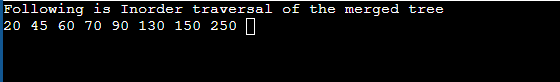 Following is Inorder traversal of the merged tree
20 45 60 70 90 130 150 250